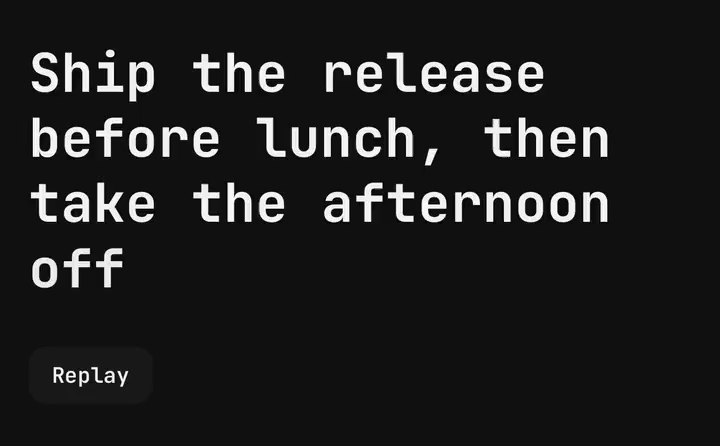 Ship the release
before lunch, then
take the afternoon
off
Replay